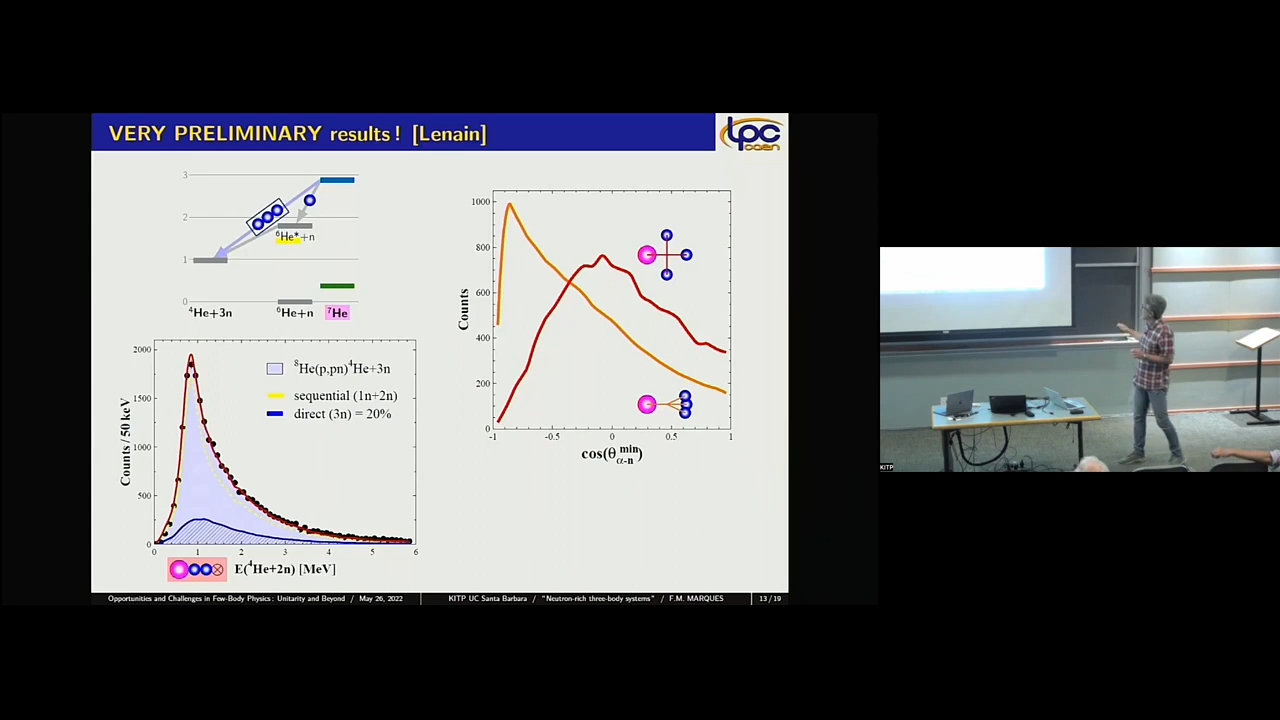 VERY PRELIMINARY results ! [Lenain]
LPC
caen
3
2
1
0
⁶He*+n
⁴He+3n
⁶He+n
⁷He
Counts / 50 keV
2000
1500
1000
500
0
⁸He(p,pn)⁴He+3n
sequential (1n+2n)
direct (3n) = 20%
0 1 2 3 4 5 6
E(⁴He+2n) [MeV]
Counts
1000
800
600
400
200
0
-1 -0.5 0 0.5 1
cos(θ min α-n)
Opportunities and Challenges in Few-Body Physics: Unitarity and Beyond / May 26, 2022
KITP UC Santa Barbara / "Neutron-rich three-body systems" / F.M. MARQUES
13 / 19
KITP